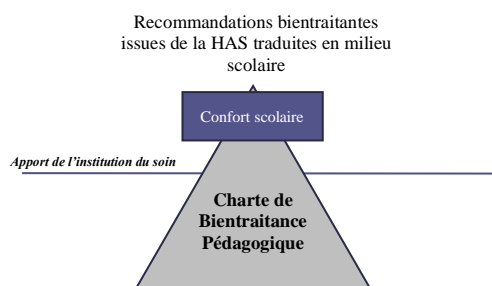 Recommandations bientraitantes
issues de la HAS traduites en milieu
scolaire
Confort scolaire
Apport de l'institution du soin
Charte de
Bientraitance
Pédagogique